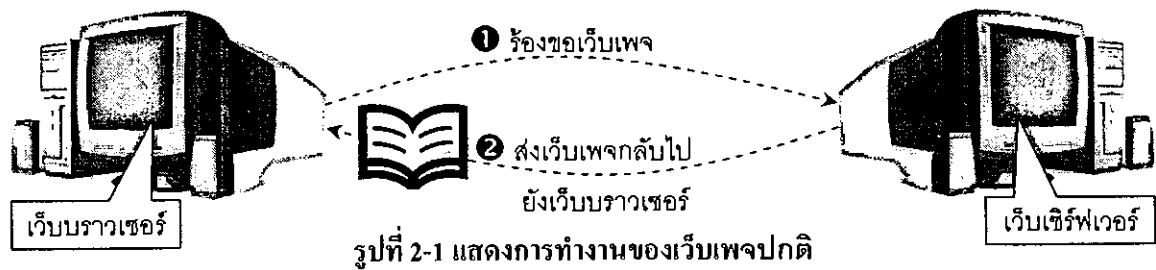 ❶ ร้องขอเว็บเพจ
❷ ส่งเว็บเพจกลับไป
ยังเว็บบราวเซอร์
เว็บบราวเซอร์
เว็บเซิร์ฟเวอร์
รูปที่ 2-1 แสดงการทำงานของเว็บเพจปกติ